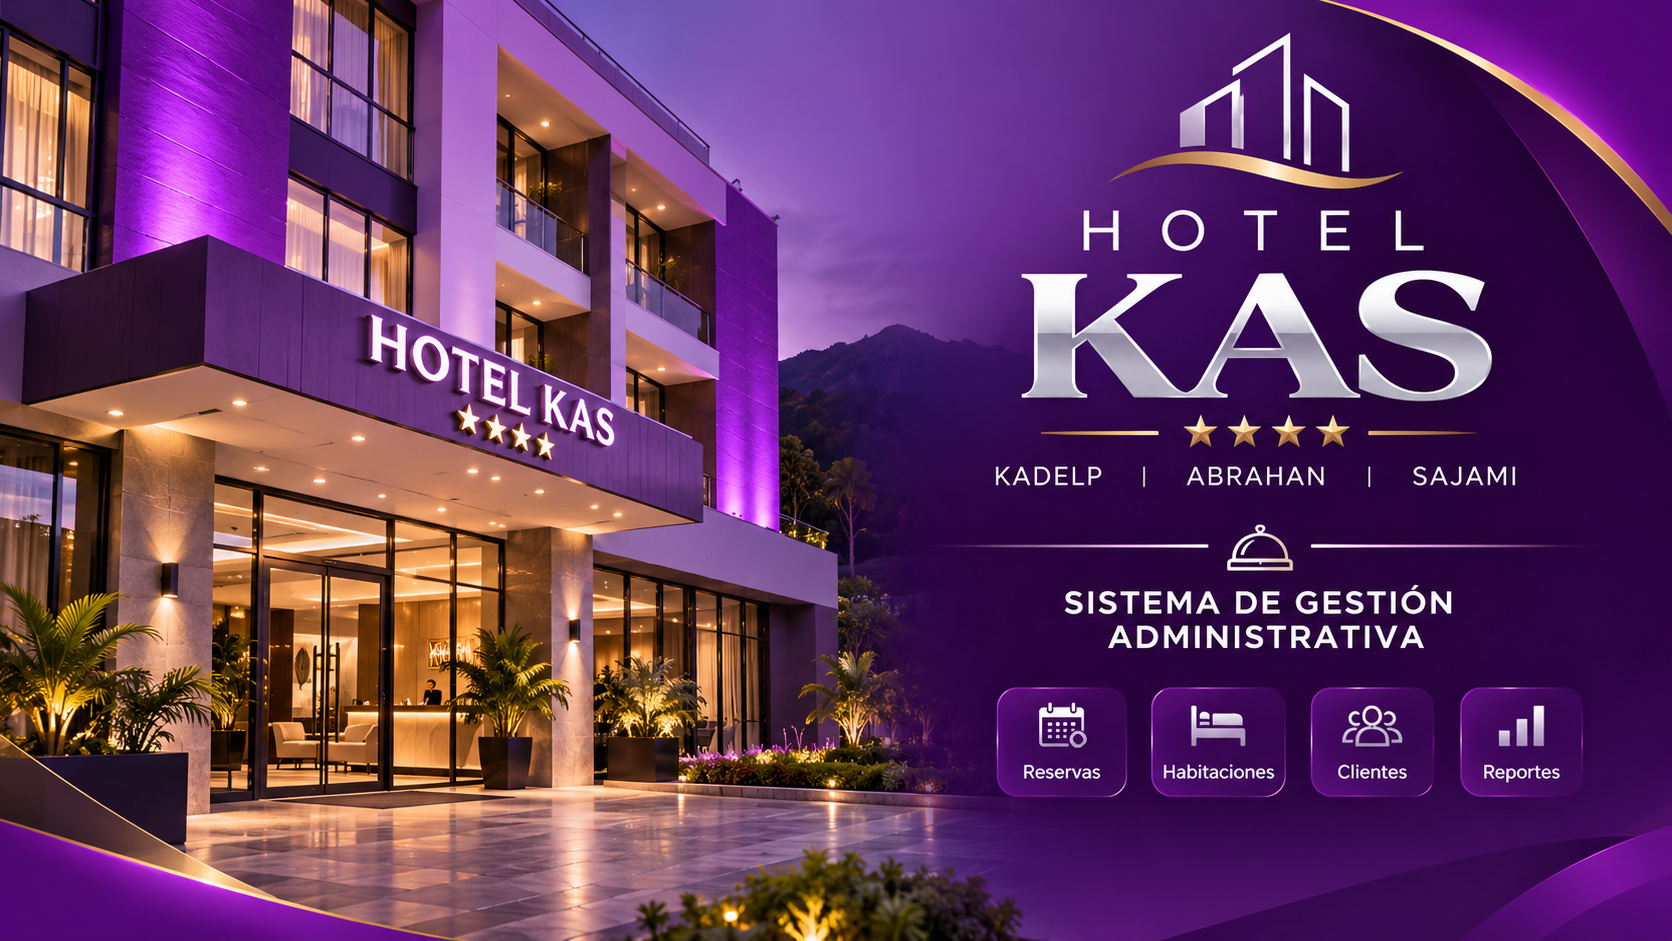 HOTEL KAS
HOTEL
KAS
KADELP | ABRAHAN | SAJAMI
SISTEMA DE GESTIÓN
ADMINISTRATIVA
Reservas
Habitaciones
Clientes
Reportes